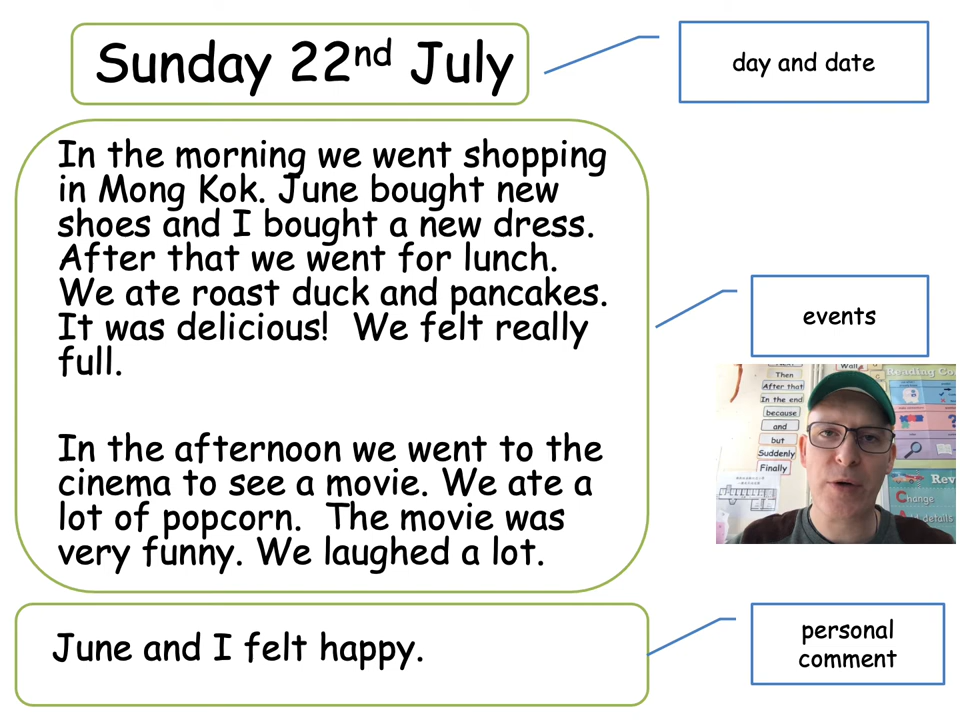 Sunday 22nd July
day and date
In the morning we went shopping
in Mong Kok. June bought new
shoes and I bought a new dress.
After that we went for lunch.
We ate roast duck and pancakes.
It was delicious!  We felt really
full.
events
In the afternoon we went to the
cinema to see a movie. We ate a
lot of popcorn.  The movie was
very funny. We laughed a lot.
Then
After that
In the end
because
and
but
Suddenly
Finally
Reading Co
Rev
Change
details
June and I felt happy.
personal
comment